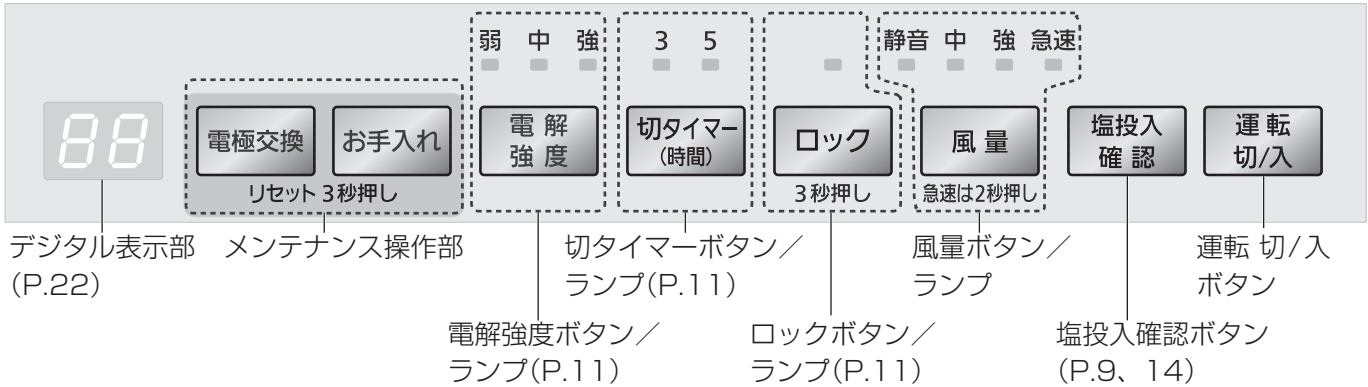 弱 中 強 3 5 静音 中 強 急速
88
電極交換
お手入れ
リセット 3秒押し
電解
強度
切タイマー
(時間)
ロック
3秒押し
風量
急速は2秒押し
塩投入
確認
運転
切/入
デジタル表示部
(P.22)
メンテナンス操作部
切タイマーボタン/
ランプ(P.11)
風量ボタン/
ランプ
運転 切/入
ボタン
電解強度ボタン/
ランプ(P.11)
ロックボタン/
ランプ(P.11)
塩投入確認ボタン
(P.9、14)